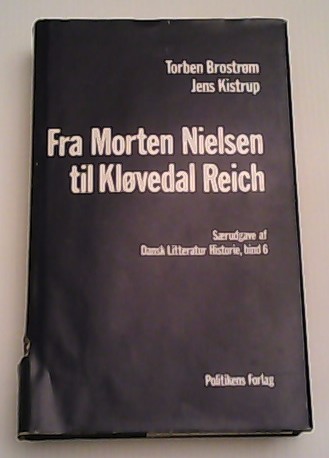 Torben Brostrøm
Jens Kistrup
Fra Morten Nielsen
til Kløvedal Reich
Særudgave af
Dansk Litteratur Historie, bind 6
Politikens Forlag